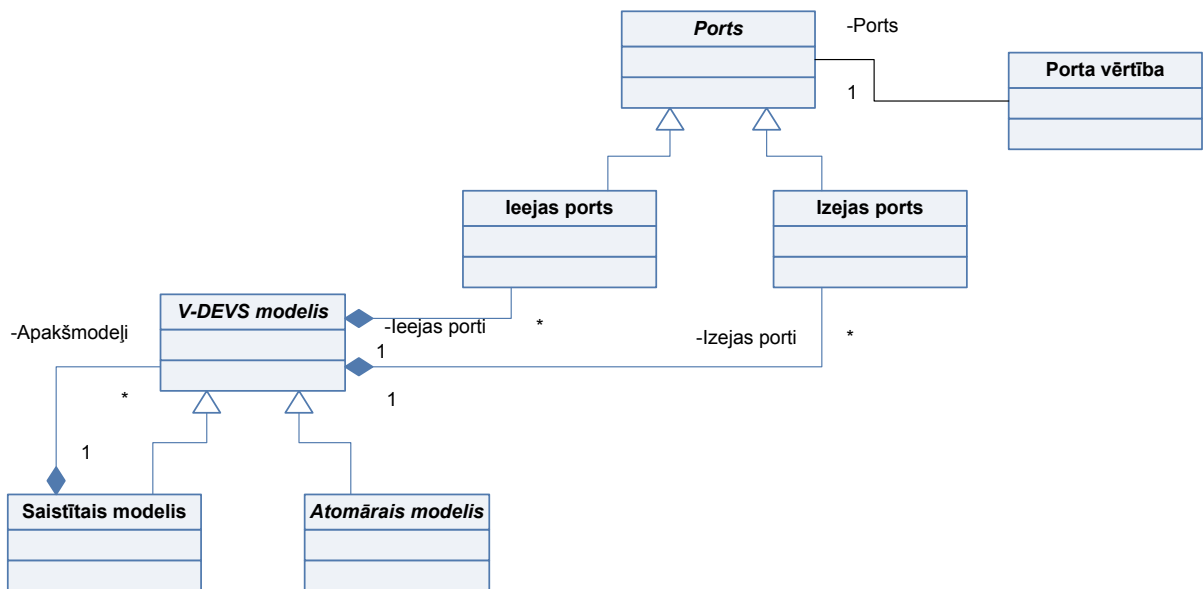 Ports
-Ports
Porta vērtība
1
Ieejas ports
Izejas ports
V-DEVS modelis
-Apakšmodeļi
-Ieejas porti
*
-Izejas porti
*
1
*
1
1
Saistītais modelis
Atomārais modelis